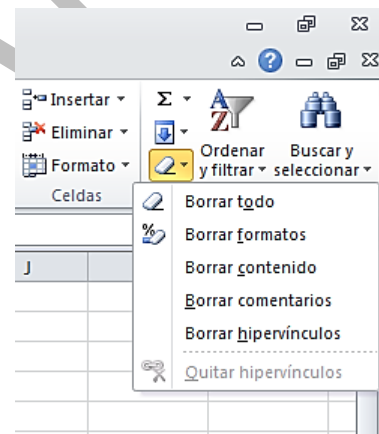 Insertar
Eliminar
Formato
Celdas
Σ
A
Z
Ordenar
y filtrar
Buscar y
seleccionar
Borrar todo
Borrar formatos
Borrar contenido
Borrar comentarios
Borrar hipervínculos
Quitar hipervínculos
J